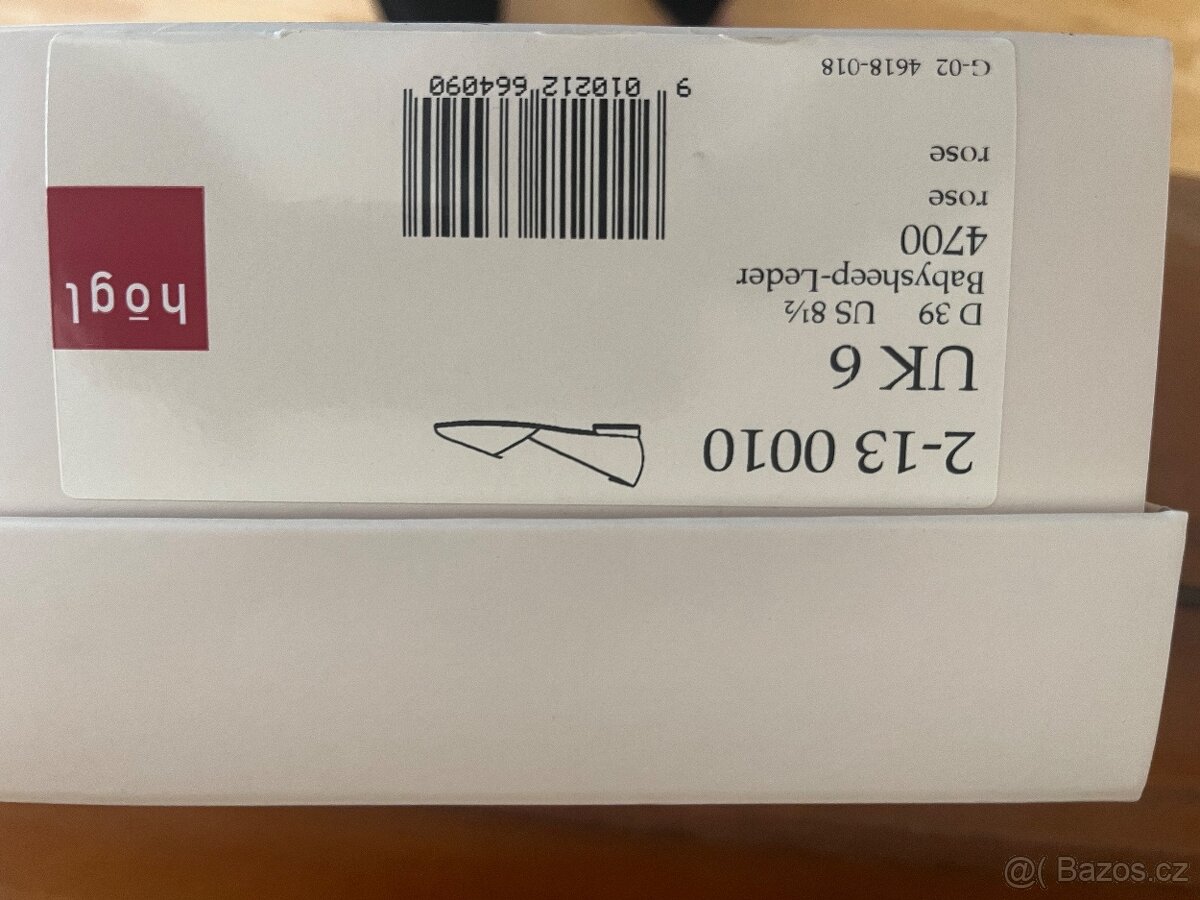 2-13 0010
UK 6
D 39 US 8½
Babysheep-Leder
4700
rose
rose
G-02 4618-018
högl
9 010212 664090
@( Bazos.cz